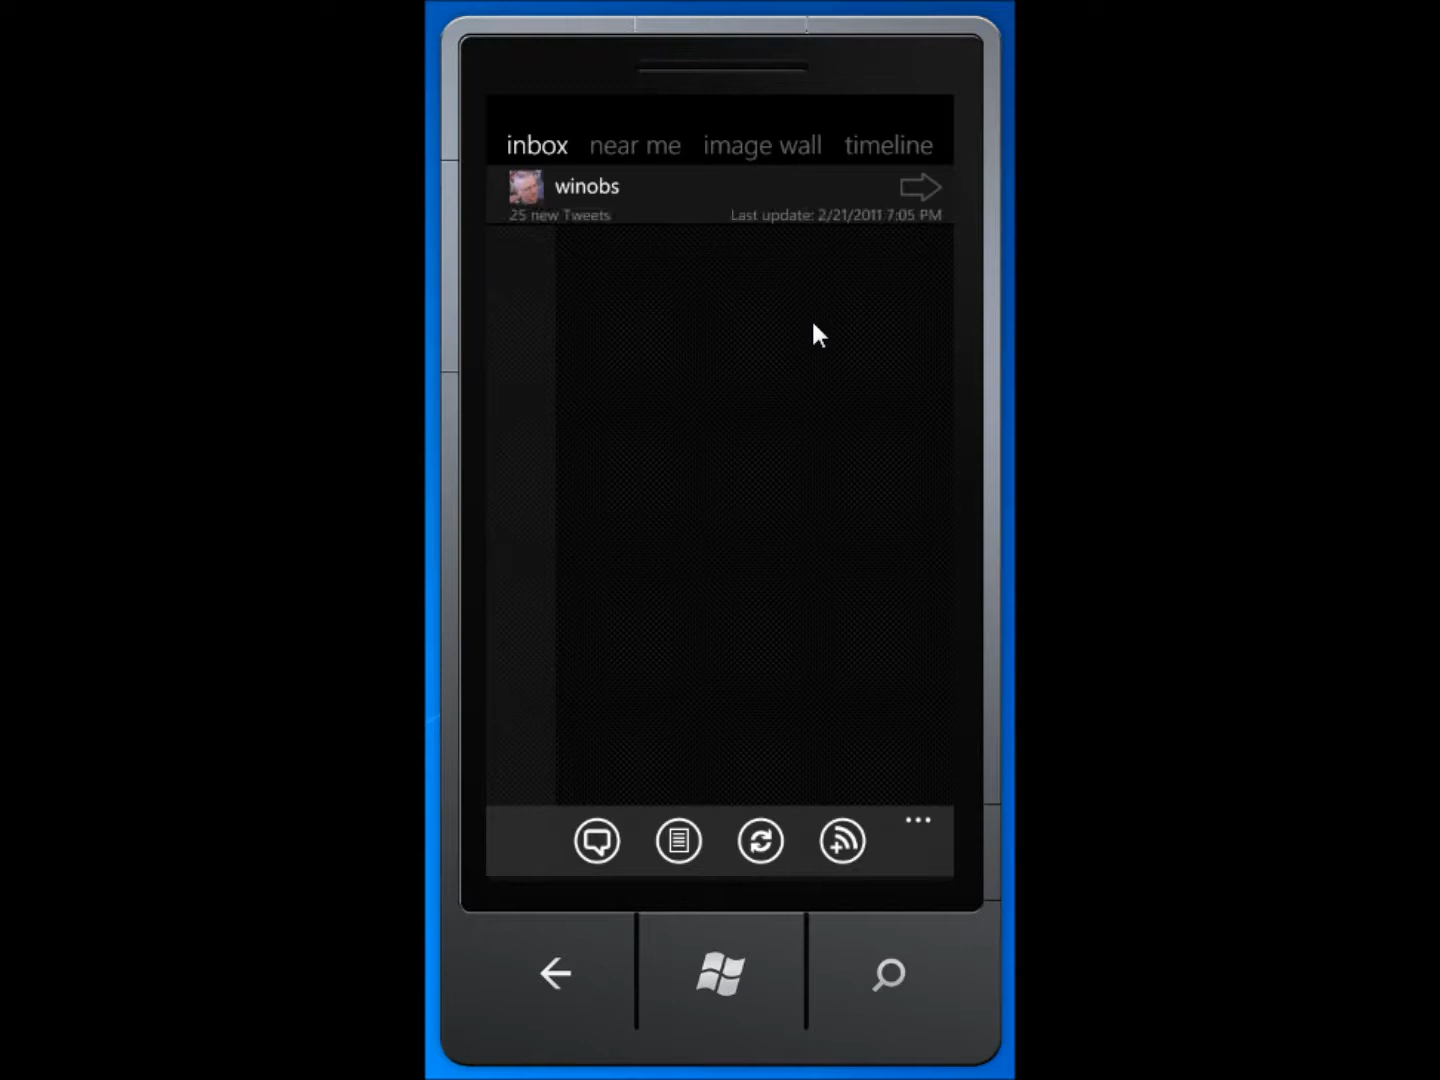 inbox near me image wall timeline
winobs
25 new Tweets Last update: 2/21/2011 7:05 PM